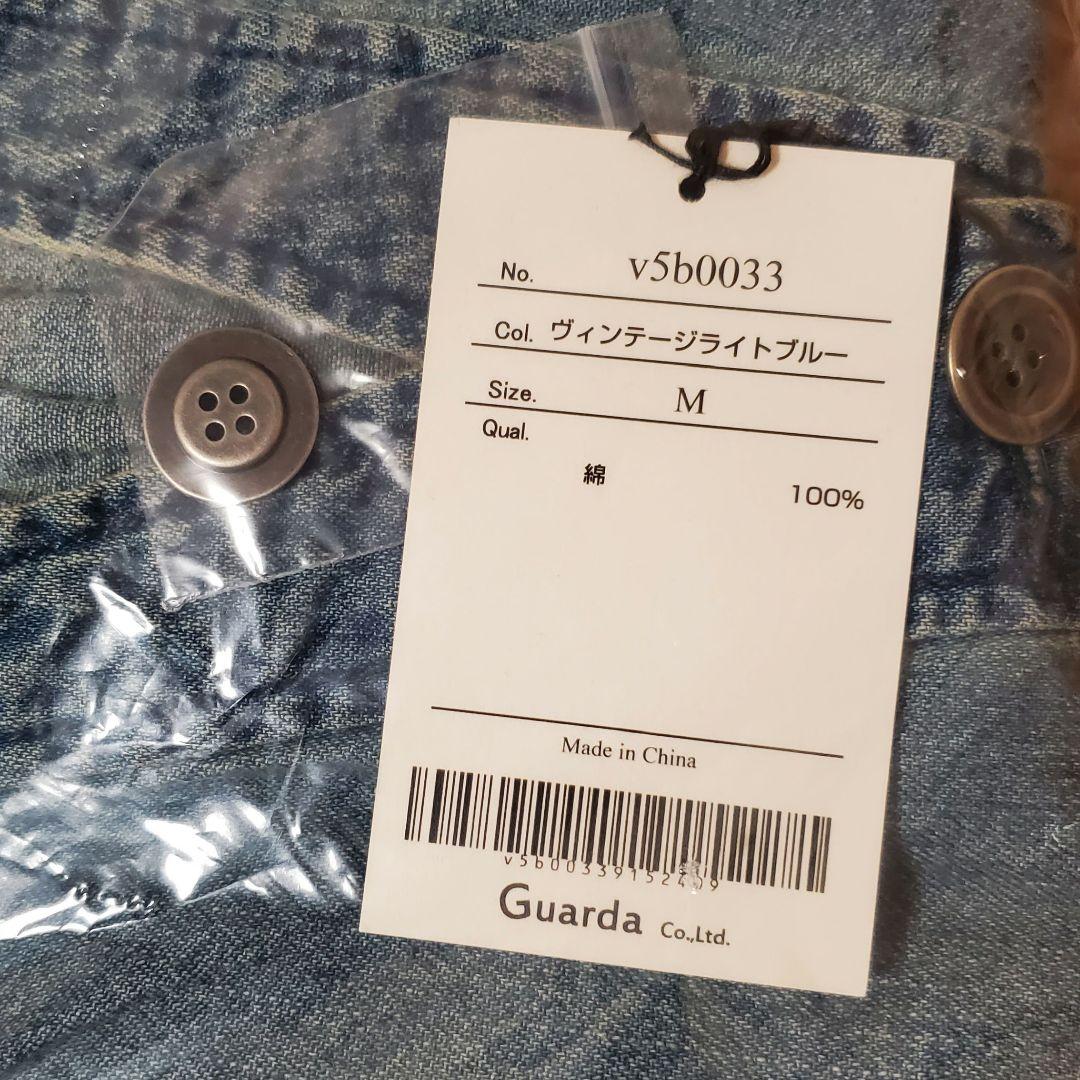 No. v5b0033
Col. ヴィンテージライトブルー
Size. M
Qual.
綿 100%
Made in China
Guarda Co.,Ltd.